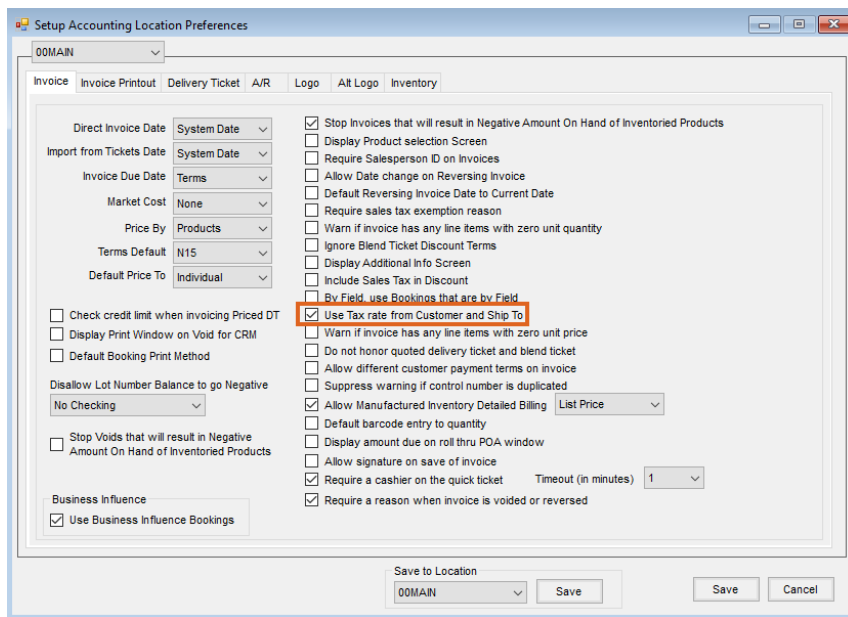 Setup Accounting Location Preferences
00MAIN
Invoice Invoice Printout Delivery Ticket A/R Logo Alt Logo Inventory
Direct Invoice Date System Date
Import from Tickets Date System Date
Invoice Due Date Terms
Market Cost None
Price By Products
Terms Default N15
Default Price To Individual
Check credit limit when invoicing Priced DT
Display Print Window on Void for CRM
Default Booking Print Method
Disallow Lot Number Balance to go Negative
No Checking
Stop Voids that will result in Negative
Amount On Hand of Inventoried Products
Business Influence
Use Business Influence Bookings
Stop Invoices that will result in Negative Amount On Hand of Inventoried Products
Display Product selection Screen
Require Salesperson ID on Invoices
Allow Date change on Reversing Invoice
Default Reversing Invoice Date to Current Date
Require sales tax exemption reason
Warn if invoice has any line items with zero unit quantity
Ignore Blend Ticket Discount Terms
Display Additional Info Screen
Include Sales Tax in Discount
By Field, use Bookings that are by Field
Use Tax rate from Customer and Ship To
Warn if invoice has any line items with zero unit price
Do not honor quoted delivery ticket and blend ticket
Allow different customer payment terms on invoice
Suppress warning if control number is duplicated
Allow Manufactured Inventory Detailed Billing List Price
Default barcode entry to quantity
Display amount due on roll thru POA window
Allow signature on save of invoice
Require a cashier on the quick ticket Timeout (in minutes) 1
Require a reason when invoice is voided or reversed
Save to Location
00MAIN Save Save Cancel